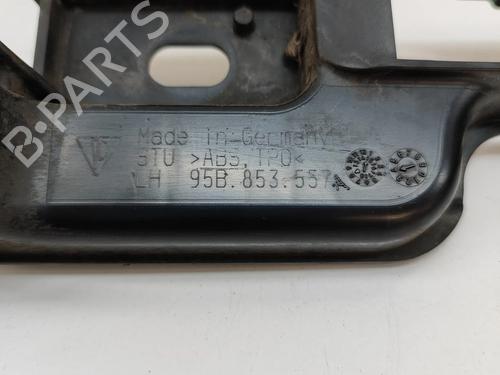 Made in Germany
STU >ABS,TPO<
LH 95B.853.557
B-PARTS